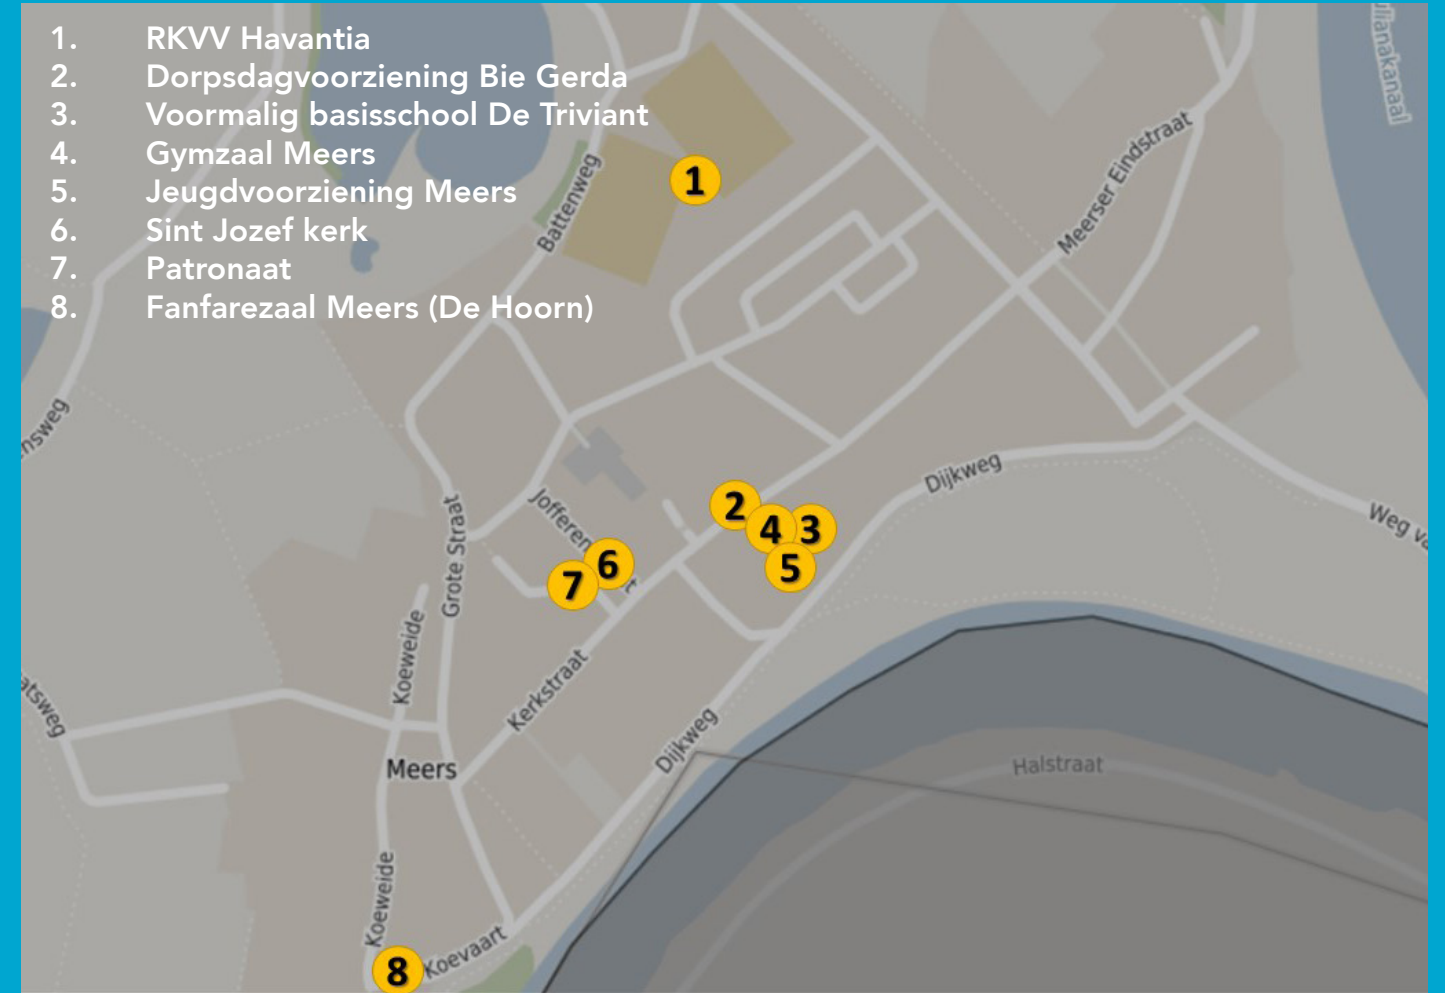 1. RKVV Havantia
2. Dorpsdagvoorziening Bie Gerda
3. Voormalig basisschool De Triviant
4. Gymzaal Meers
5. Jeugdvoorziening Meers
6. Sint Jozef kerk
7. Patronaat
8. Fanfarezaal Meers (De Hoorn)
Battenweg
1
Meerser Eindstraat
Dijkweg
2
4
3
5
6
7
Grote Straat
Koeweide
Kerkstraat
Dijkweg
Meers
Halstraat
Koeweide
8
Koevaart